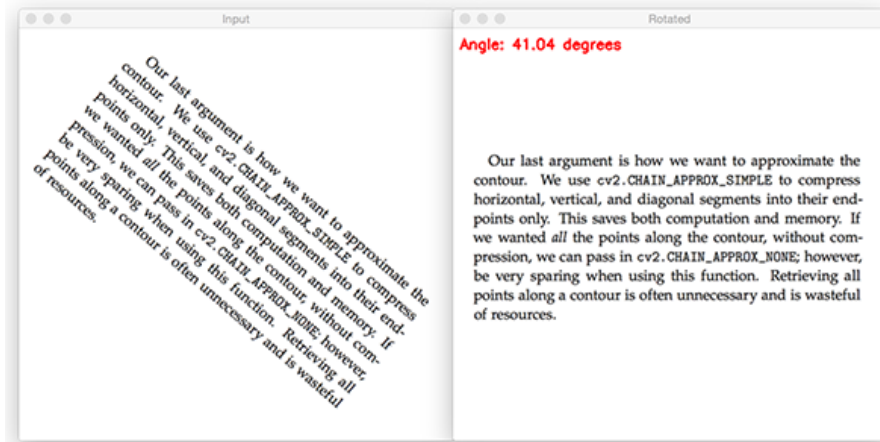 Input
Our last argument is how we want to approximate the
contour. We use cv2.CHAIN_APPROX_SIMPLE to compress
horizontal, vertical, and diagonal segments into their end-
points only. This saves both computation and memory. If
we wanted all the points along the contour, without com-
pression, we can pass in cv2.CHAIN_APPROX_NONE; however,
be very sparing when using this function. Retrieving all
points along a contour is often unnecessary and is wasteful
of resources.
Rotated
Angle: 41.04 degrees
Our last argument is how we want to approximate the
contour. We use cv2.CHAIN_APPROX_SIMPLE to compress
horizontal, vertical, and diagonal segments into their end-
points only. This saves both computation and memory. If
we wanted all the points along the contour, without com-
pression, we can pass in cv2.CHAIN_APPROX_NONE; however,
be very sparing when using this function. Retrieving all
points along a contour is often unnecessary and is wasteful
of resources.